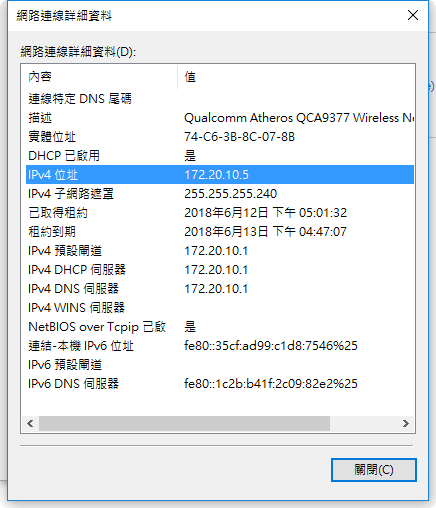 網路連線詳細資料
網路連線詳細資料(D):
內容 值
連線特定 DNS 尾碼
描述 Qualcomm Atheros QCA9377 Wireless Ne
實體位址 74-C6-3B-8C-07-8B
DHCP 已啟用 是
IPv4 位址 172.20.10.5
IPv4 子網路遮罩 255.255.255.240
已取得租約 2018年6月12日 下午 05:01:32
租約到期 2018年6月13日 下午 04:47:07
IPv4 預設閘道 172.20.10.1
IPv4 DHCP 伺服器 172.20.10.1
IPv4 DNS 伺服器 172.20.10.1
IPv4 WINS 伺服器
NetBIOS over Tcpip 已啟 是
連結-本機 IPv6 位址 fe80::35cf:ad99:c1d8:7546%25
IPv6 預設閘道
IPv6 DNS 伺服器 fe80::1c2b:b41f:2c09:82e2%25
關閉(C)